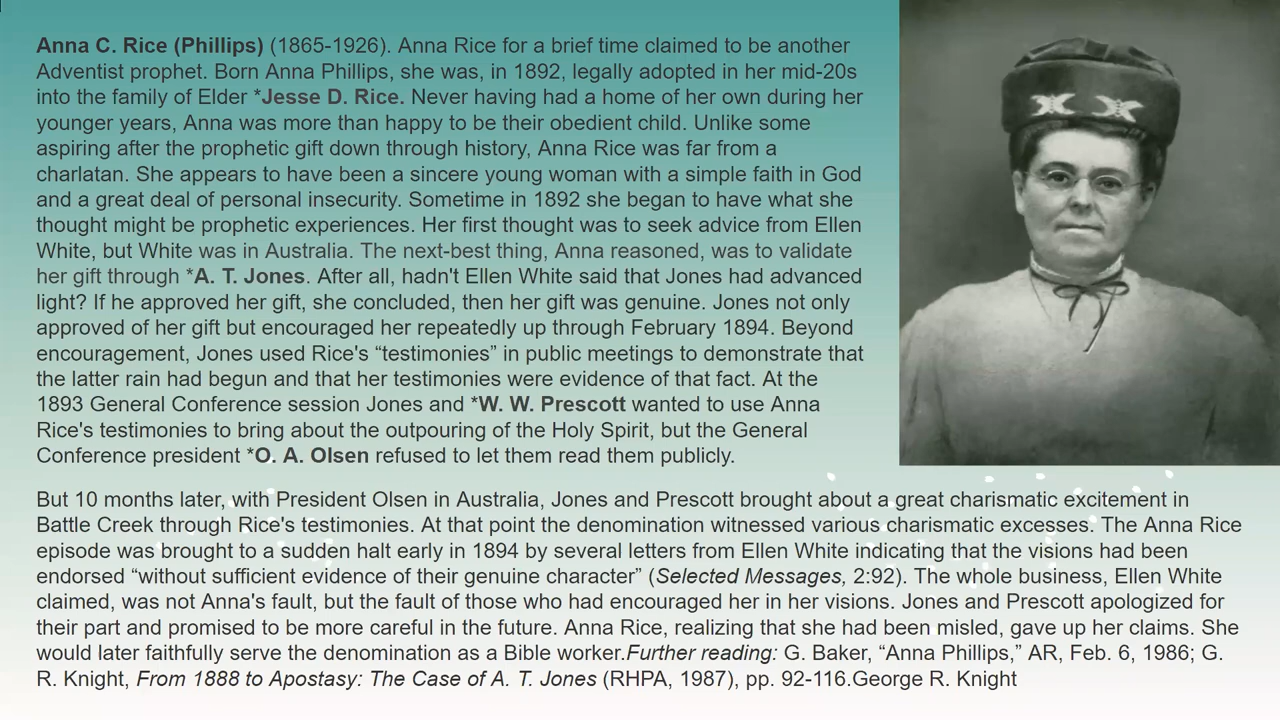 Anna C. Rice (Phillips) (1865-1926). Anna Rice for a brief time claimed to be another
Adventist prophet. Born Anna Phillips, she was, in 1892, legally adopted in her mid-20s
into the family of Elder *Jesse D. Rice. Never having had a home of her own during her
younger years, Anna was more than happy to be their obedient child. Unlike some
aspiring after the prophetic gift down through history, Anna Rice was far from a
charlatan. She appears to have been a sincere young woman with a simple faith in God
and a great deal of personal insecurity. Sometime in 1892 she began to have what she
thought might be prophetic experiences. Her first thought was to seek advice from Ellen
White, but White was in Australia. The next-best thing, Anna reasoned, was to validate
her gift through *A. T. Jones. After all, hadn't Ellen White said that Jones had advanced
light? If he approved her gift, she concluded, then her gift was genuine. Jones not only
approved of her gift but encouraged her repeatedly up through February 1894. Beyond
encouragement, Jones used Rice's “testimonies” in public meetings to demonstrate that
the latter rain had begun and that her testimonies were evidence of that fact. At the
1893 General Conference session Jones and *W. W. Prescott wanted to use Anna
Rice's testimonies to bring about the outpouring of the Holy Spirit, but the General
Conference president *O. A. Olsen refused to let them read them publicly.
But 10 months later, with President Olsen in Australia, Jones and Prescott brought about a great charismatic excitement in
Battle Creek through Rice's testimonies. At that point the denomination witnessed various charismatic excesses. The Anna Rice
episode was brought to a sudden halt early in 1894 by several letters from Ellen White indicating that the visions had been
endorsed “without sufficient evidence of their genuine character” (Selected Messages, 2:92). The whole business, Ellen White
claimed, was not Anna's fault, but the fault of those who had encouraged her in her visions. Jones and Prescott apologized for
their part and promised to be more careful in the future. Anna Rice, realizing that she had been misled, gave up her claims. She
would later faithfully serve the denomination as a Bible worker.Further reading: G. Baker, “Anna Phillips,” AR, Feb. 6, 1986; G.
R. Knight, From 1888 to Apostasy: The Case of A. T. Jones (RHPA, 1987), pp. 92-116.George R. Knight